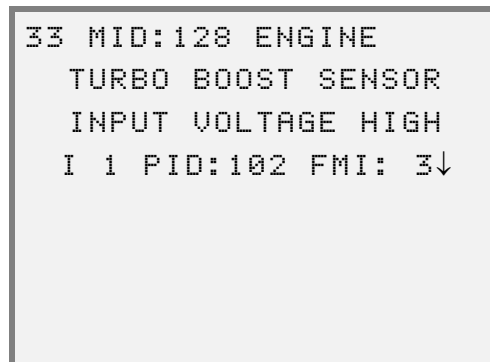 33 MID:128 ENGINE
TURBO BOOST SENSOR
INPUT VOLTAGE HIGH
I 1 PID:102 FMI: 3↓